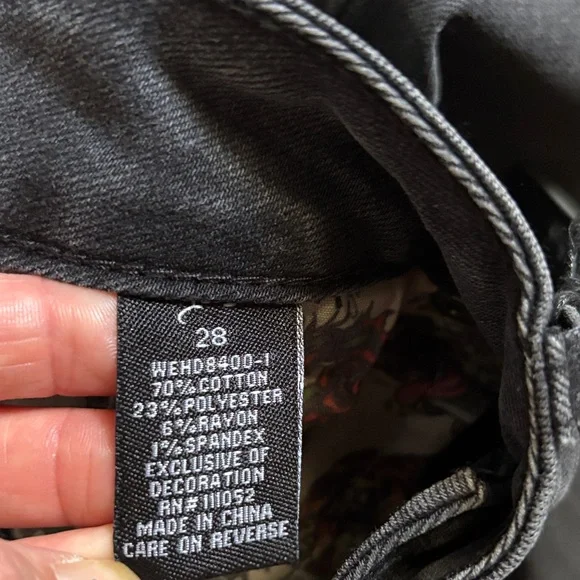 28
WEHD8400-1
70%COTTON
23%POLYESTER
6%RAYON
1%SPANDEX
EXCLUSIVE OF
DECORATION
RN#111052
MADE IN CHINA
CARE ON REVERSE